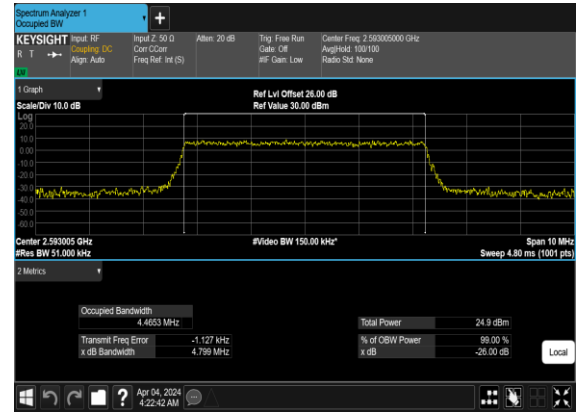 Spectrum Analyzer 1
Occupied BW
KEYSIGHT Input: RF Input Z: 50 Ω Atten: 20 dB Trig: Free Run Center Freq: 2.593005000 GHz
R T Coupling: DC Corr CCorr Gate: Off Avg|Hold: 100/100
Align: Auto Freq Ref: Int (S) #IF Gain: Low Radio Std: None
LNI
1 Graph
Ref Lvl Offset 26.00 dB
Scale/Div 10.0 dB Ref Value 30.00 dBm
Log
20.0
10.0
0.00
-10.0
-20.0
-30.0
-40.0
-50.0
-60.0
Center 2.593005 GHz #Video BW 150.00 kHz* Span 10 MHz
#Res BW 51.000 kHz Sweep 4.80 ms (1001 pts)
2 Metrics
Occupied Bandwidth
4.4653 MHz Total Power 24.9 dBm
Transmit Freq Error -1.127 kHz % of OBW Power 99.00 %
x dB Bandwidth 4.799 MHz x dB -26.00 dB
Local
Apr 04, 2024
4:22:42 AM